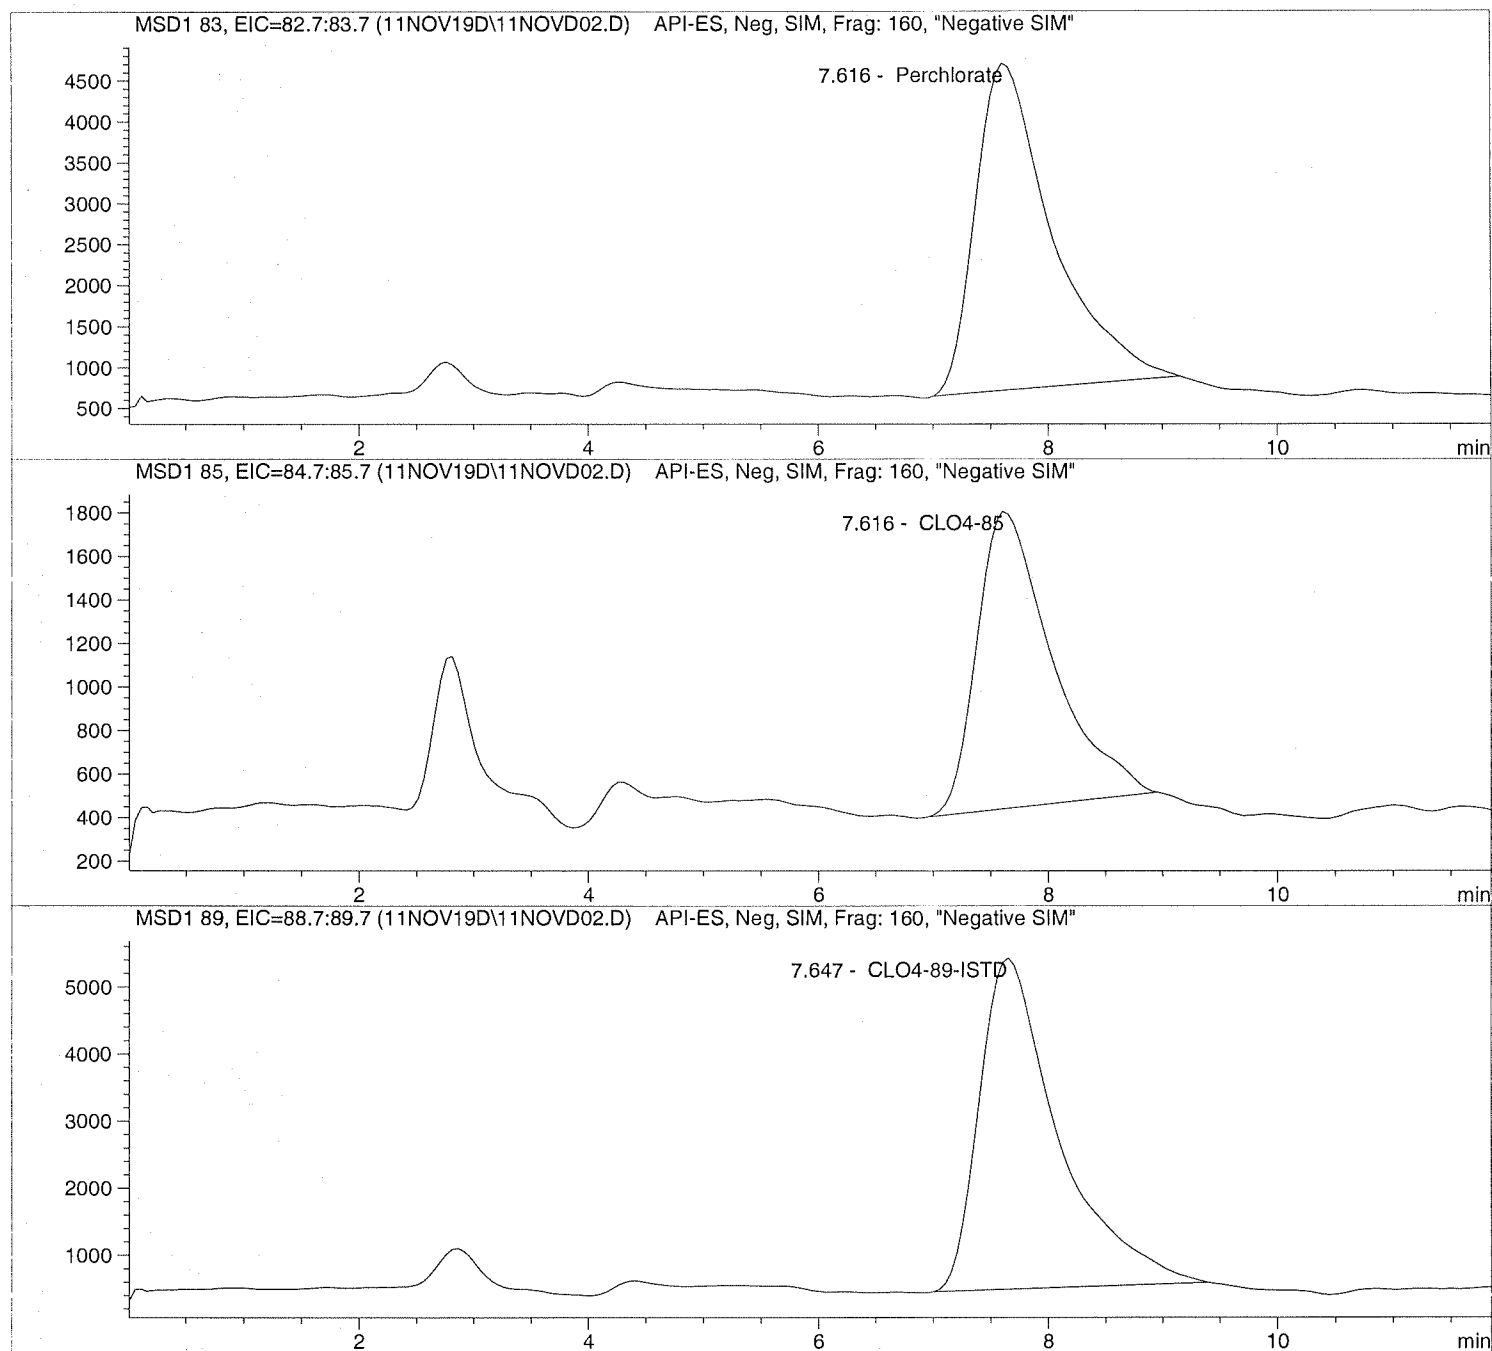 MSD1 83, EIC=82.7:83.7 (11NOV19D\11NOVD02.D) API-ES, Neg, SIM, Frag: 160, "Negative SIM"
7.616 - Perchlorate
4500
4000
3500
3000
2500
2000
1500
1000
500
2 4 6 8 10 min
MSD1 85, EIC=84.7:85.7 (11NOV19D\11NOVD02.D) API-ES, Neg, SIM, Frag: 160, "Negative SIM"
1800
7.616 - CLO4-85
1600
1400
1200
1000
800
600
400
200
2 4 6 8 10 min
MSD1 89, EIC=88.7:89.7 (11NOV19D\11NOVD02.D) API-ES, Neg, SIM, Frag: 160, "Negative SIM"
7.647 - CLO4-89-ISTD
5000
4000
3000
2000
1000
2 4 6 8 10 min